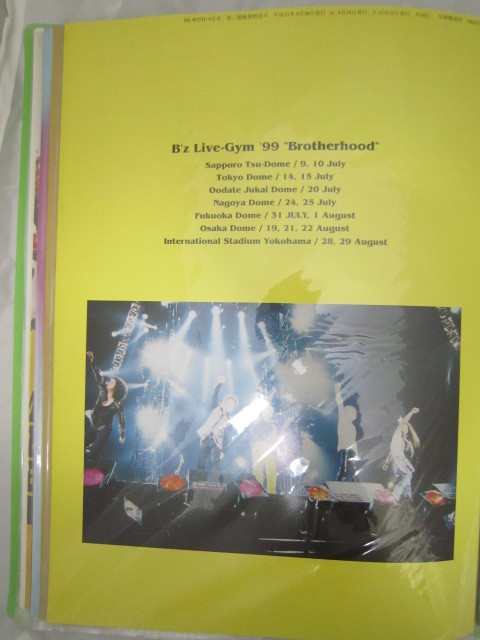 B'z Live-Gym '99 "Brotherhood"
Sapporo Tsu-Dome / 9, 10 July
Tokyo Dome / 14, 15 July
Oodate Jukai Dome / 20 July
Nagoya Dome / 24, 25 July
Fukuoka Dome / 31 JULY, 1 August
Osaka Dome / 19, 21, 22 August
International Stadium Yokohama / 28, 29 August